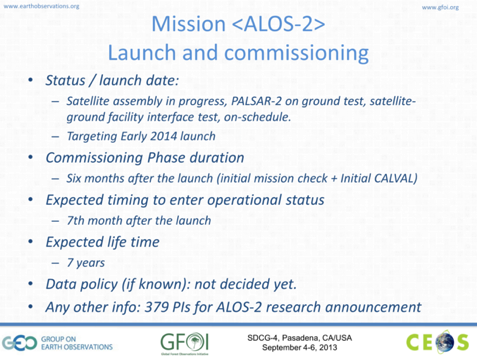 www.earthobservations.org
www.gfoi.org
Mission <ALOS-2>
Launch and commissioning
• Status / launch date:
– Satellite assembly in progress, PALSAR-2 on ground test, satellite-
ground facility interface test, on-schedule.
– Targeting Early 2014 launch
• Commissioning Phase duration
– Six months after the launch (initial mission check + Initial CALVAL)
• Expected timing to enter operational status
– 7th month after the launch
• Expected life time
– 7 years
• Data policy (if known): not decided yet.
• Any other info: 379 PIs for ALOS-2 research announcement
GEO GROUP ON
EARTH OBSERVATIONS
GFOI
Global Forest Observations Initiative
SDCG-4, Pasadena, CA/USA
September 4-6, 2013
CEOS